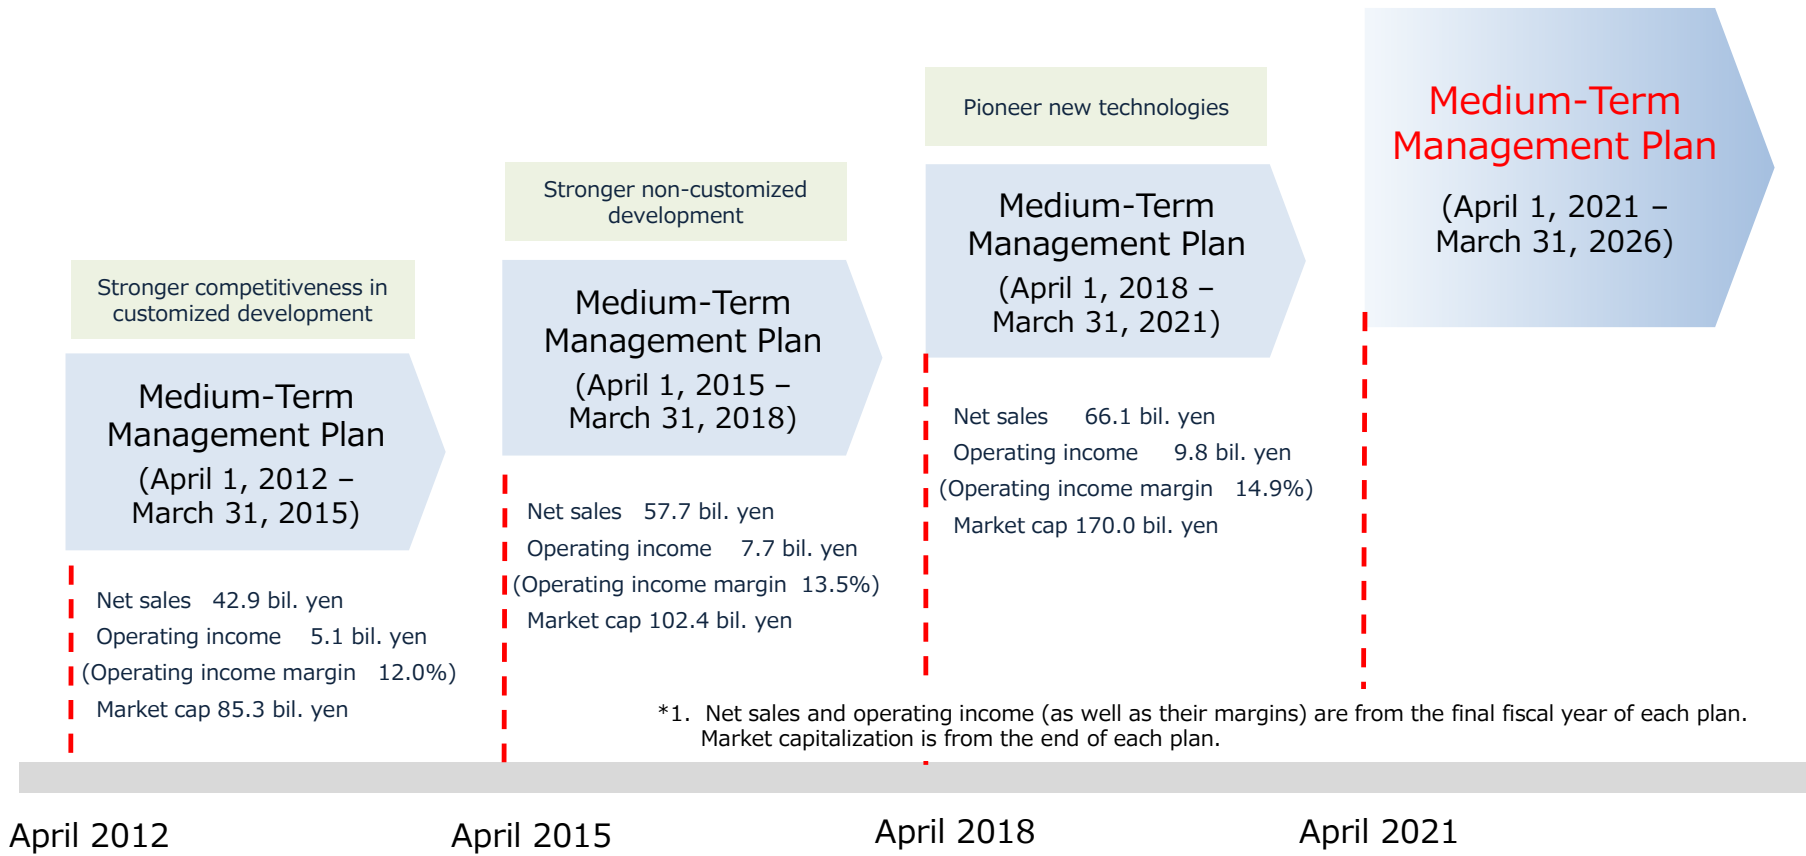 Stronger competitiveness in
customized development
Medium-Term
Management Plan
(April 1, 2012 –
March 31, 2015)
Net sales 42.9 bil. yen
Operating income 5.1 bil. yen
(Operating income margin 12.0%)
Market cap 85.3 bil. yen
Stronger non-customized
development
Medium-Term
Management Plan
(April 1, 2015 –
March 31, 2018)
Net sales 57.7 bil. yen
Operating income 7.7 bil. yen
(Operating income margin 13.5%)
Market cap 102.4 bil. yen
Pioneer new technologies
Medium-Term
Management Plan
(April 1, 2018 –
March 31, 2021)
Net sales 66.1 bil. yen
Operating income 9.8 bil. yen
(Operating income margin 14.9%)
Market cap 170.0 bil. yen
Medium-Term
Management Plan
(April 1, 2021 –
March 31, 2026)
*1. Net sales and operating income (as well as their margins) are from the final fiscal year of each plan.
Market capitalization is from the end of each plan.
April 2012
April 2015
April 2018
April 2021